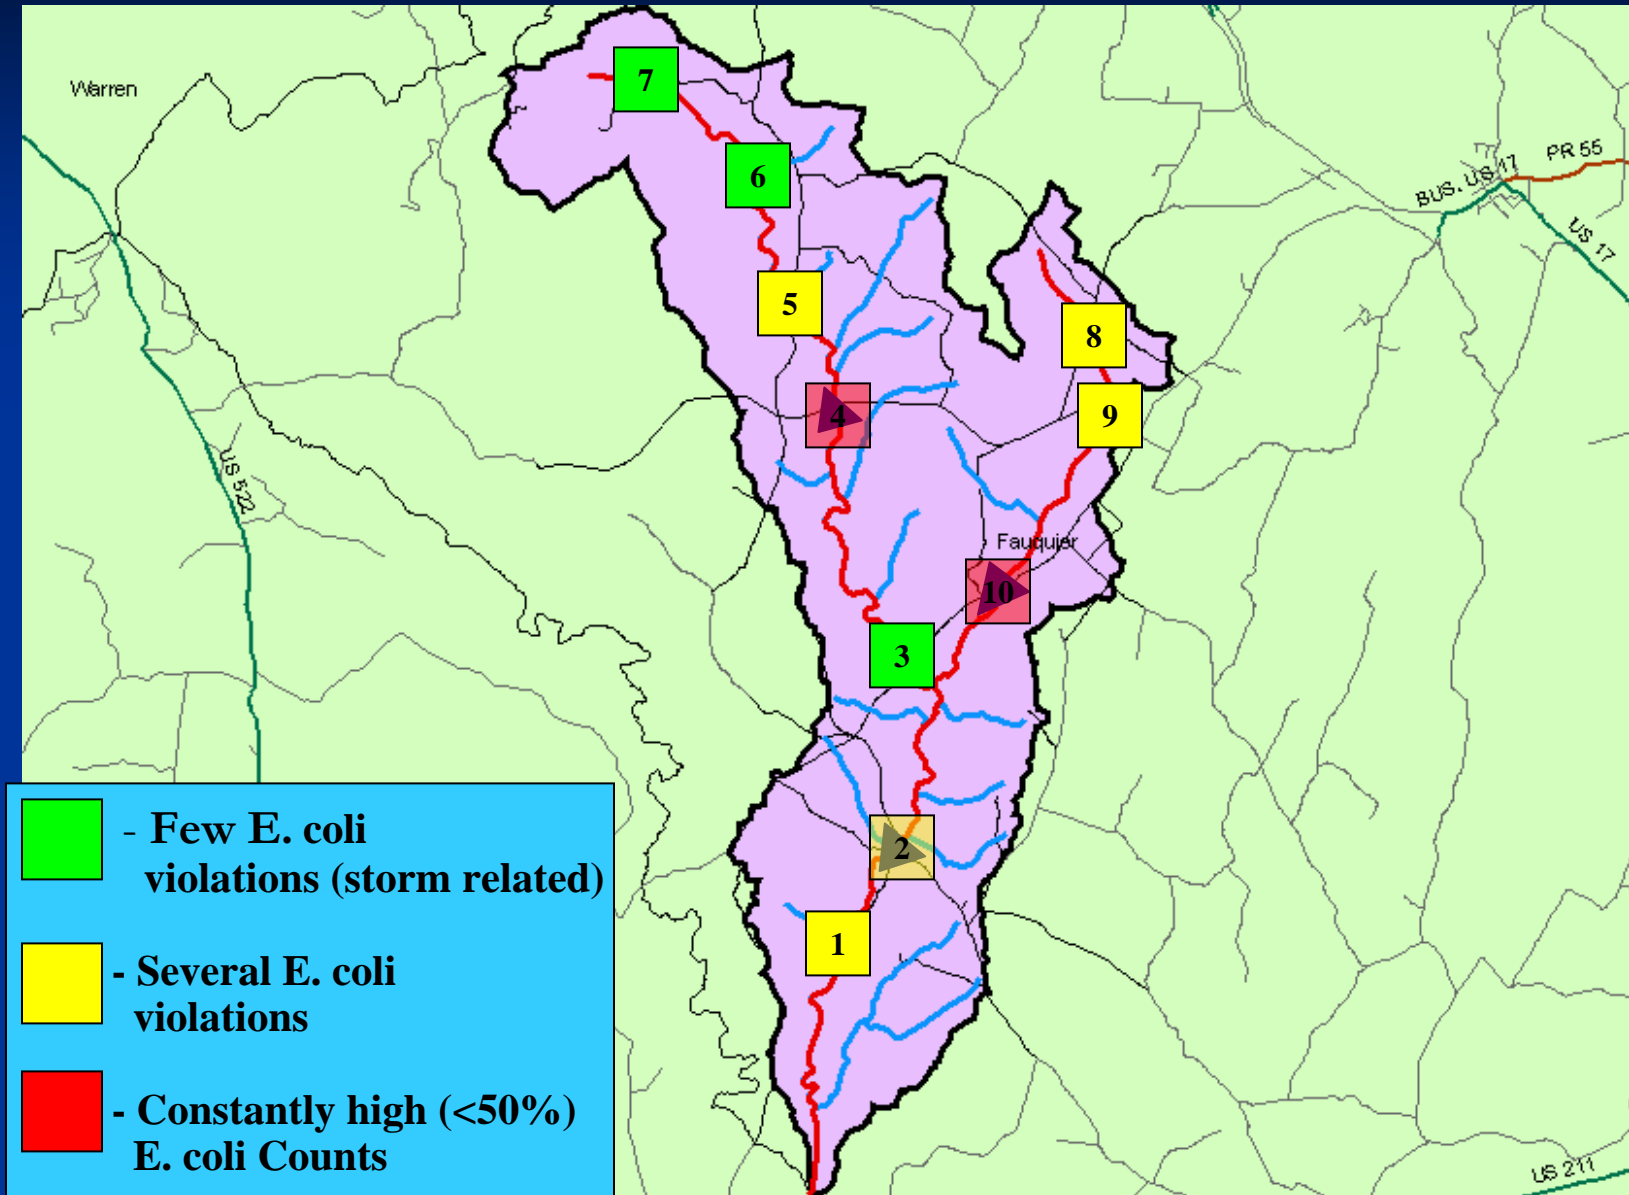 7
Warren
PR 55
BUS. US 17
6
US 17
5
8
4
9
US 522
Fauquier
10
3
- Few E. coli
violations (storm related)
2
1
- Several E. coli
violations
- Constantly high (<50%)
E. coli Counts
US 211